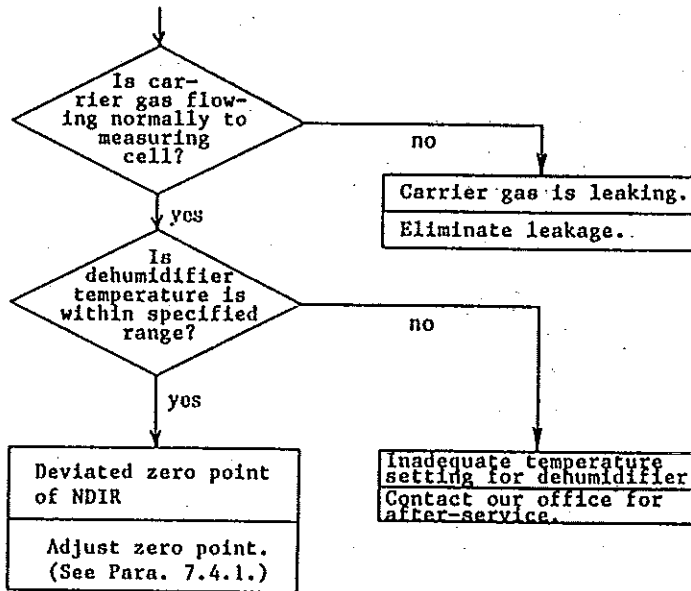 Is car-
rier gas flow-
ing normally to
measuring
cell?
no
Carrier gas is leaking.
Eliminate leakage.
yes
Is
dehumidifier
temperature is
within specified
range?
no
yes
Deviated zero point
of NDIR
Adjust zero point.
(See Para. 7.4.1.)
Inadequate temperature
setting for dehumidifier
Contact our office for
after-service.